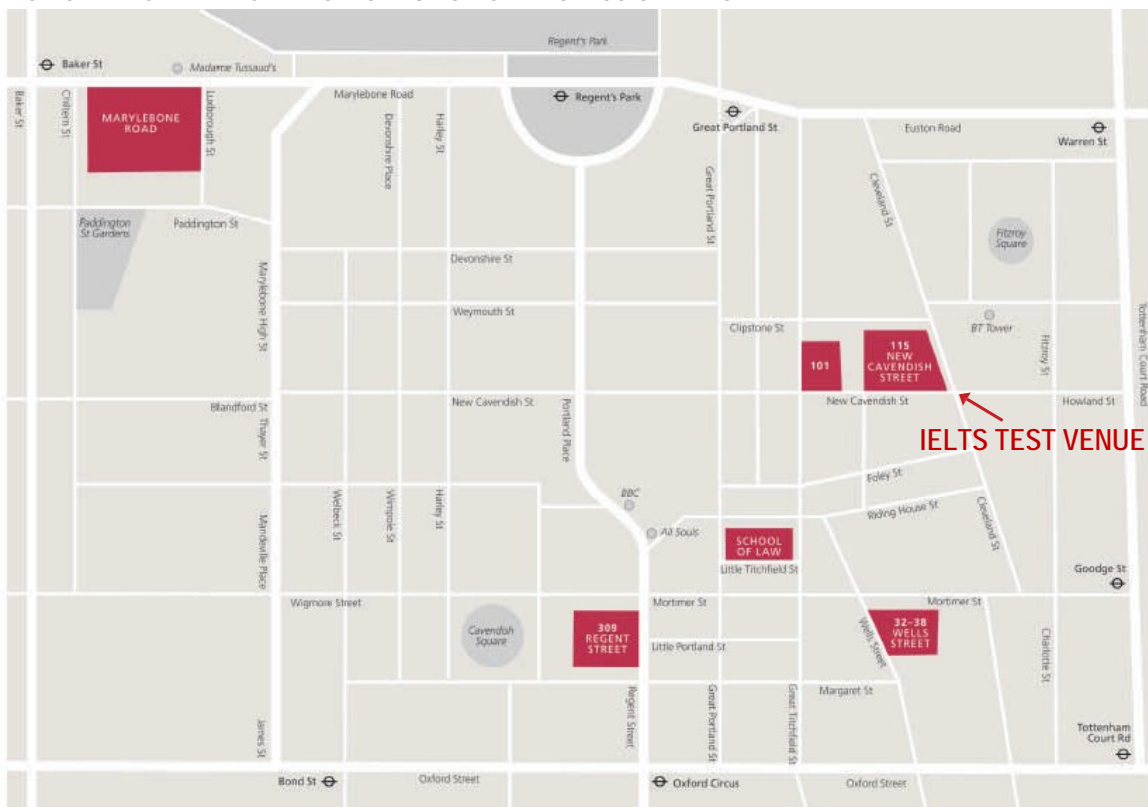 Regent's Park
Baker St
Madame Tussaud's
Marylebone Road
Regent's Park
Great Portland St
Euston Road
Warren St
Baker St
Chiltern St
MARYLEBONE
ROAD
Luxborough St
Devonshire Place
Harley St
Great Portland St
Cleveland St
Paddington
St Gardens
Paddington St
Fitzroy
Square
Devonshire St
Marylebone High St
Weymouth St
Clipstone St
BT Tower
Fitzroy St
Tottenham Court Road
101
115
NEW
CAVENDISH
STREET
Blandford St
New Cavendish St
Portland Place
New Cavendish St
Howland St
Thayer St
IELTS TEST VENUE
Foley St
Welbeck St
Wimpole St
Harley St
BBC
Riding House St
Cleveland St
All Souls
Mandeville Place
SCHOOL
OF LAW
Little Titchfield St
Goodge St
Wigmore Street
Mortimer St
Mortimer St
Cavendish
Square
309
REGENT
STREET
Little Portland St
Wells Street
32–38
WELLS
STREET
Charlotte St
Margaret St
James St
Regent Street
Great Portland St
Great Titchfield St
Tottenham
Court Rd
Bond St
Oxford Street
Oxford Circus
Oxford Street